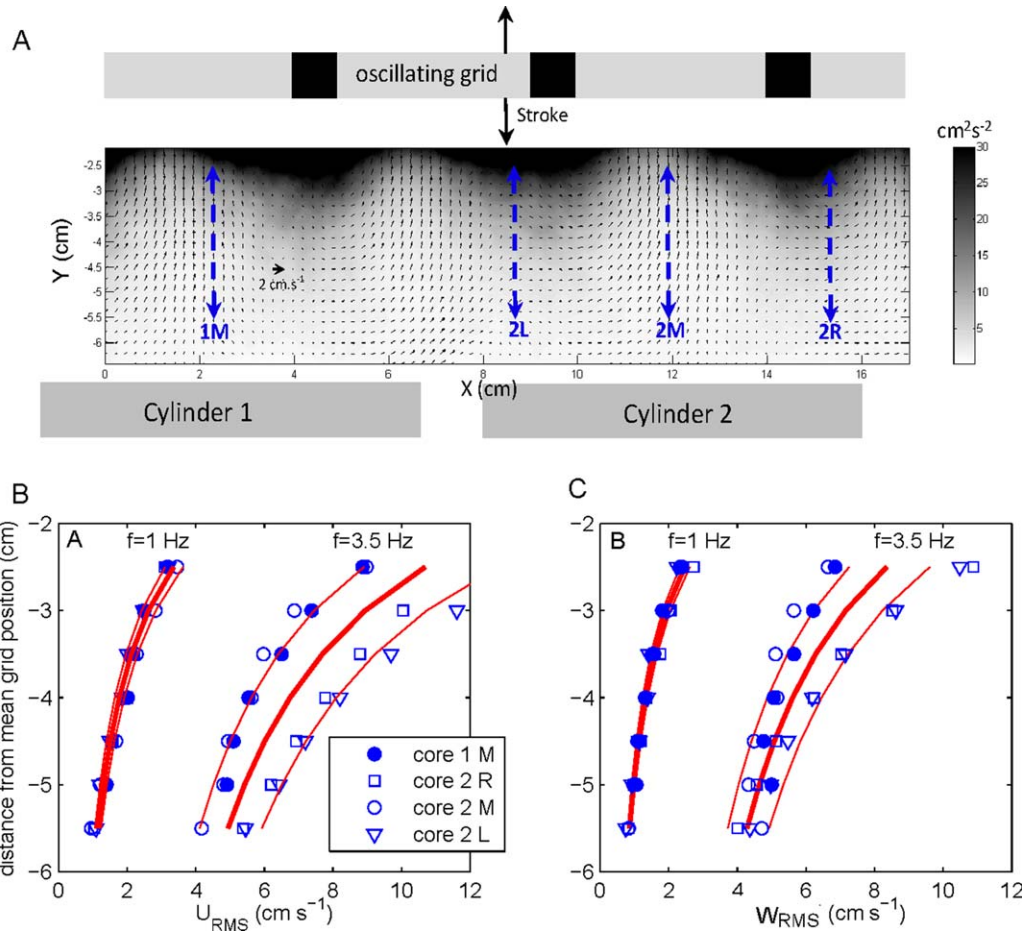 A
oscillating grid
Stroke
cm²s⁻²
30
25
20
15
10
5
Y (cm)
-2.5
-3
-3.5
-4
-4.5
-5
-5.5
-6
2 cm.s⁻¹
1M
2L
2M
2R
0 2 4 6 8 10 12 14 16
X (cm)
Cylinder 1
Cylinder 2
B
A
f=1 Hz
f=3.5 Hz
distance from mean grid position (cm)
-2
-3
-4
-5
-6
core 1 M
core 2 R
core 2 M
core 2 L
0 2 4 6 8 10 12
U_RMS (cm s⁻¹)
C
B
f=1 Hz
f=3.5 Hz
-2
-3
-4
-5
-6
0 2 4 6 8 10 12
W_RMS (cm s⁻¹)